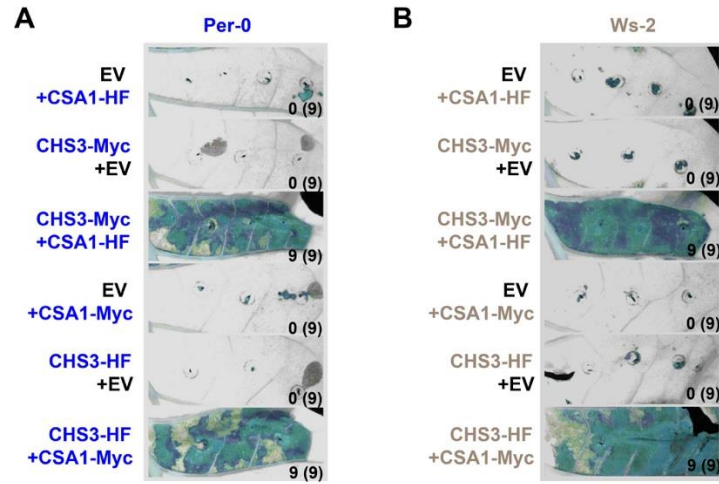 A
Per-0
EV
+CSA1-HF
0 (9)
CHS3-Myc
+EV
0 (9)
CHS3-Myc
+CSA1-HF
9 (9)
EV
+CSA1-Myc
0 (9)
CHS3-HF
+EV
0 (9)
CHS3-HF
+CSA1-Myc
9 (9)
B
Ws-2
EV
+CSA1-HF
0 (9)
CHS3-Myc
+EV
0 (9)
CHS3-Myc
+CSA1-HF
9 (9)
EV
+CSA1-Myc
0 (9)
CHS3-HF
+EV
0 (9)
CHS3-HF
+CSA1-Myc
9 (9)